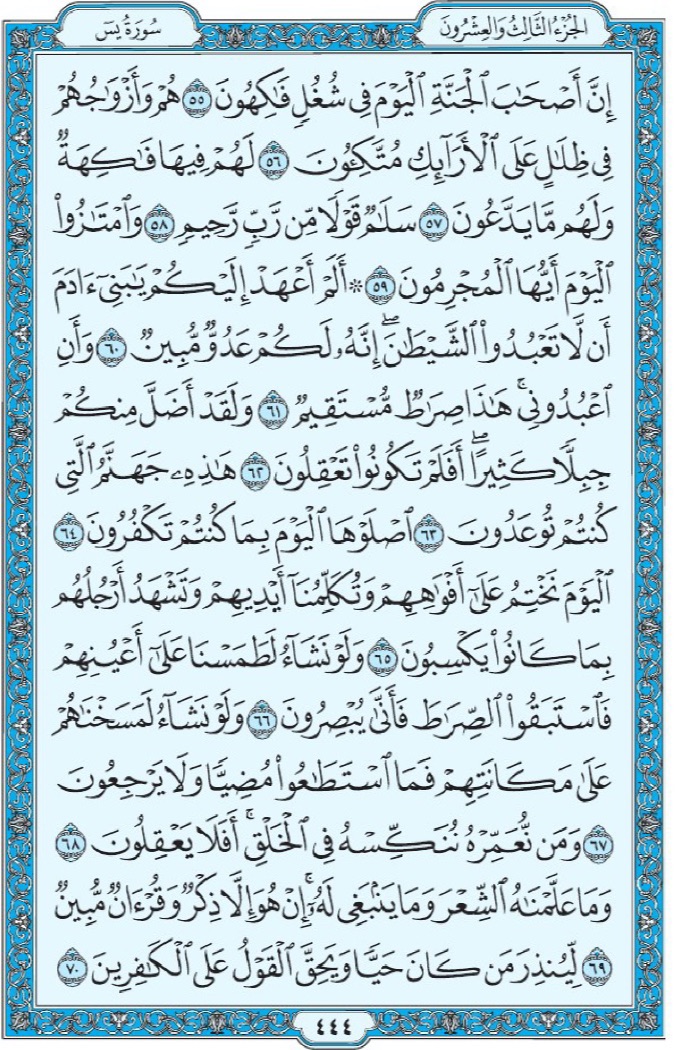 الجُزْءُ الثَّالِثُ وَالعِشْرُونَ
سُورَةُ يسٓ
إِنَّ أَصْحَٰبَ ٱلْجَنَّةِ ٱلْيَوْمَ فِى شُغُلٍ فَٰكِهُونَ ٥٥ هُمْ وَأَزْوَٰجُهُمْ
فِى ظِلَٰلٍ عَلَى ٱلْأَرَآئِكِ مُتَّكِـُٔونَ ٥٦ لَهُمْ فِيهَا فَٰكِهَةٌ
وَلَهُم مَّا يَدَّعُونَ ٥٧ سَلَٰمٌ قَوْلًا مِّن رَّبٍّ رَّحِيمٍ ٥٨ وَٱمْتَٰزُوا۟
ٱلْيَوْمَ أَيُّهَا ٱلْمُجْرِمُونَ ٥٩ ۞ أَلَمْ أَعْهَدْ إِلَيْكُمْ يَٰبَنِىٓ ءَادَمَ
أَن لَّا تَعْبُدُوا۟ ٱلشَّيْطَٰنَ ۖ إِنَّهُۥ لَكُمْ عَدُوٌّ مُّبِينٌ ٦٠ وَأَنِ
ٱعْبُدُونِى ۚ هَٰذَا صِرَٰطٌ مُّسْتَقِيمٌ ٦١ وَلَقَدْ أَضَلَّ مِنكُمْ
جِبِلًّا كَثِيرًا ۖ أَفَلَمْ تَكُونُوا۟ تَعْقِلُونَ ٦٢ هَٰذِهِۦ جَهَنَّمُ ٱلَّتِى
كُنتُمْ تُوعَدُونَ ٦٣ ٱصْلَوْهَا ٱلْيَوْمَ بِمَا كُنتُمْ تَكْفُرُونَ ٦٤
ٱلْيَوْمَ نَخْتِمُ عَلَىٰٓ أَفْوَٰهِهِمْ وَتُكَلِّمُنَآ أَيْدِيهِمْ وَتَشْهَدُ أَرْجُلُهُم
بِمَا كَانُوا۟ يَكْسِبُونَ ٦٥ وَلَوْ نَشَآءُ لَطَمَسْنَا عَلَىٰٓ أَعْيُنِهِمْ
فَٱسْتَبَقُوا۟ ٱلصِّرَٰطَ فَأَنَّىٰ يُبْصِرُونَ ٦٦ وَلَوْ نَشَآءُ لَمَسَخْنَٰهُمْ
عَلَىٰ مَكَانَتِهِمْ فَمَا ٱسْتَطَٰعُوا۟ مُضِيًّا وَلَا يَرْجِعُونَ
٦٧ وَمَن نُّعَمِّرْهُ نُنَكِّسْهُ فِى ٱلْخَلْقِ ۚ أَفَلَا يَعْقِلُونَ ٦٨
وَمَا عَلَّمْنَٰهُ ٱلشِّعْرَ وَمَا يَنۢبَغِى لَهُۥٓ ۚ إِنْ هُوَ إِلَّا ذِكْرٌ وَقُرْءَانٌ مُّبِينٌ
٦٩ لِّيُنذِرَ مَن كَانَ حَيًّا وَيَحِقَّ ٱلْقَوْلُ عَلَى ٱلْكَٰفِرِينَ ٧٠
٤٤٤